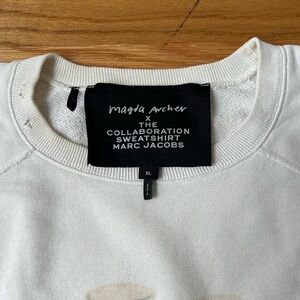 magda archer
X
THE
COLLABORATION
SWEATSHIRT
MARC JACOBS
XL